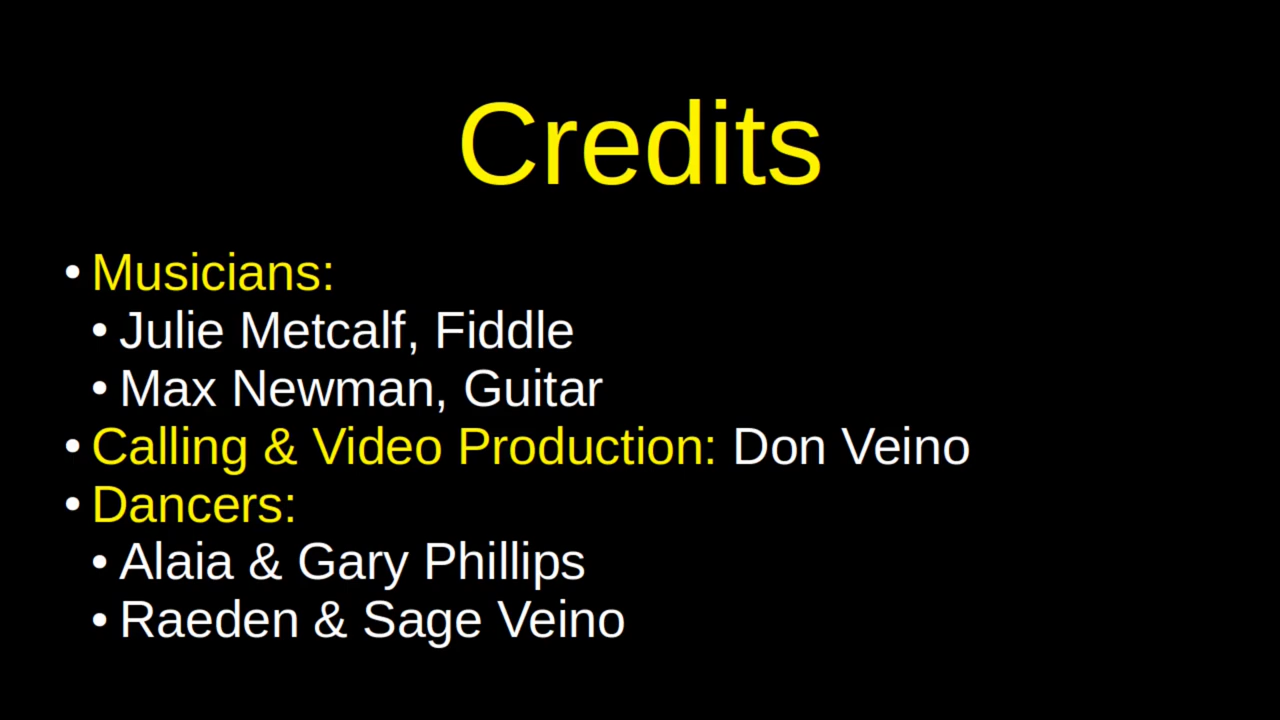 Credits
• Musicians:
• Julie Metcalf, Fiddle
• Max Newman, Guitar
• Calling & Video Production: Don Veino
• Dancers:
• Alaia & Gary Phillips
• Raeden & Sage Veino